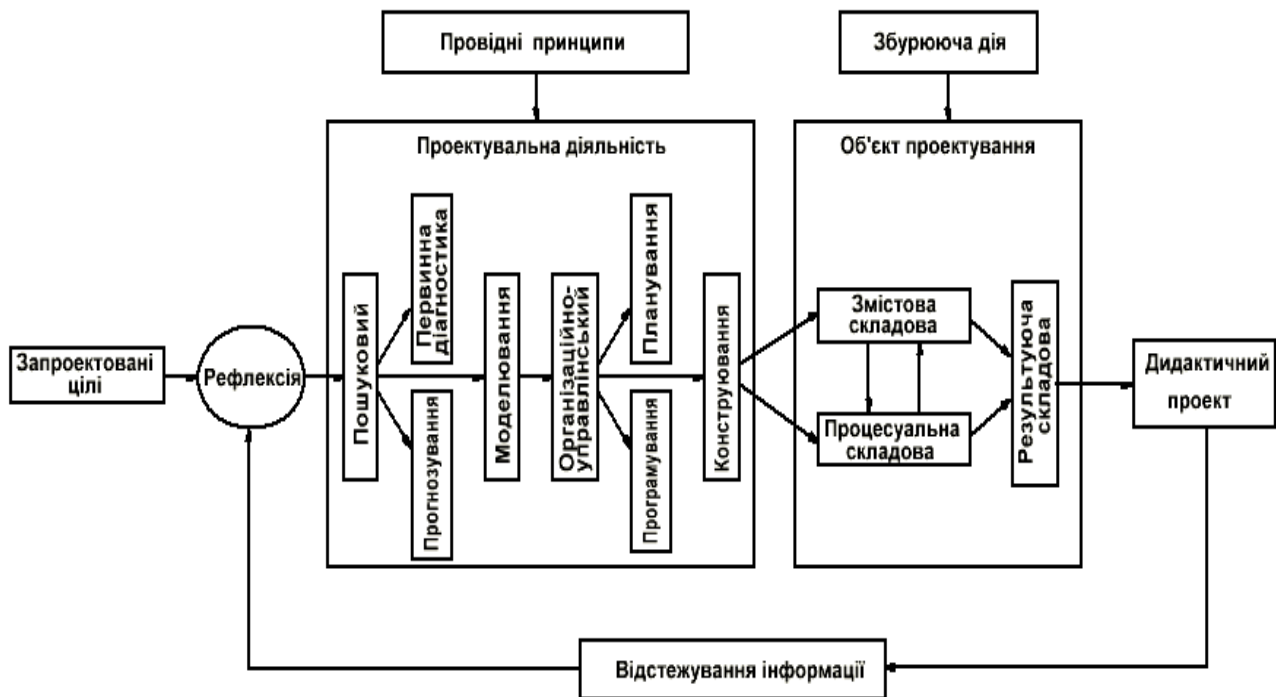 Провідні принципи
Збурююча дія
Проектувальна діяльність
Об'єкт проектування
Запроектовані
цілі
Рефлексія
Пошуковий
Первинна
діагностика
Прогнозування
Моделювання
Організаційно-
управлінський
Планування
Програмування
Конструювання
Змістова
складова
Процесуальна
складова
Результуюча
складова
Дидактичний
проект
Відстежування інформації